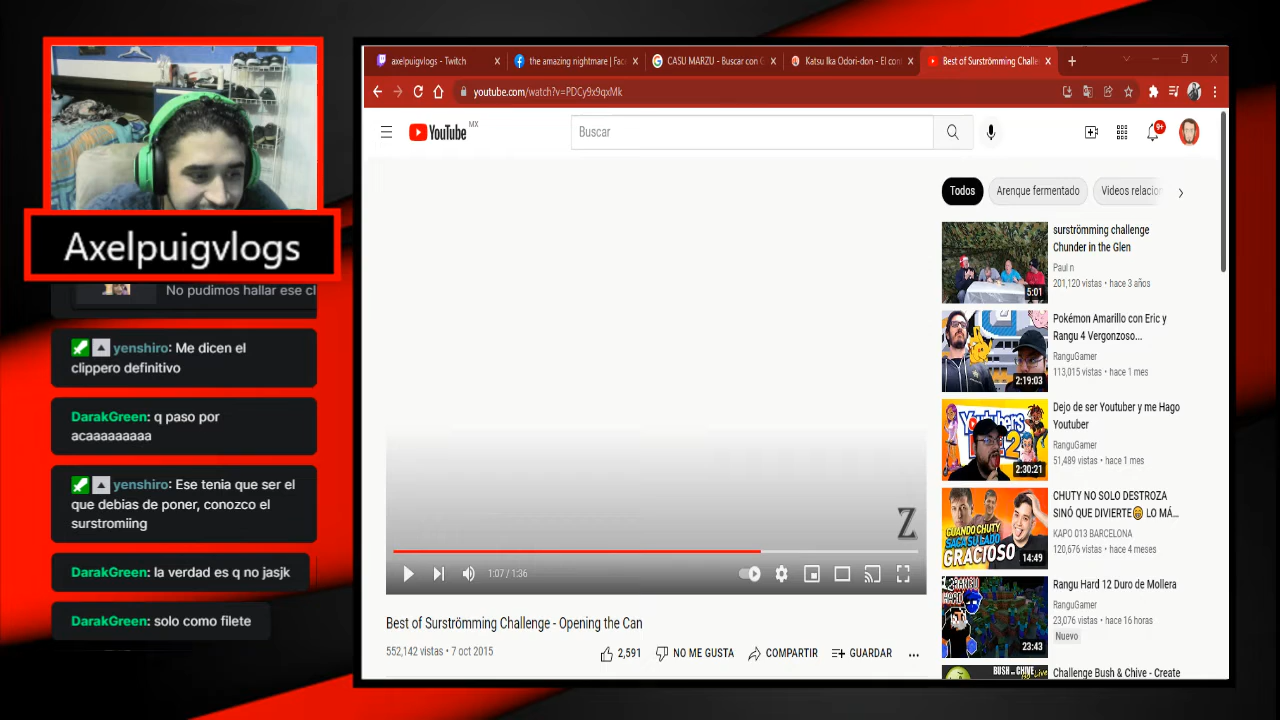 axelpuigvlogs - Twitch
the amazing nightmare | Fac
CASU MARZU - Buscar con G
Katsu Ika Odori-don - El con
Best of Surströmming Challe
youtube.com/watch?v=PDCy9x9qxMk
YouTube MX
Buscar
9+
Axelpuigvlogs
No pudimos hallar ese cl
yenshiro: Me dicen el
clippero definitivo
DarakGreen: q paso por
acaaaaaaaaa
yenshiro: Ese tenia que ser el
que debias de poner, conozco el
surstromiing
DarakGreen: la verdad es q no jasjk
DarakGreen: solo como filete
Z
1:07 / 1:36
Best of Surströmming Challenge - Opening the Can
552,142 vistas • 7 oct 2015
2,591
NO ME GUSTA
COMPARTIR
GUARDAR
Todos
Arenque fermentado
Videos relacio
surströmming challenge
Chunder in the Glen
Paul n
201,120 vistas • hace 3 años
5:01
Pokémon Amarillo con Eric y
Rangu 4 Vergonzoso...
RanguGamer
113,015 vistas • hace 1 mes
2:19:03
Dejo de ser Youtuber y me Hago
Youtuber
RanguGamer
51,489 vistas • hace 1 mes
2:30:21
CHUTY NO SOLO DESTROZA
SINÓ QUE DIVIERTE😁 LO MÁ...
KAPO 013 BARCELONA
120,676 vistas • hace 4 meses
CUANDO CHUTY
SACA SU LADO
GRACIOSO
14:49
Rangu Hard 12 Duro de Mollera
RanguGamer
23,076 vistas • hace 16 horas
Nuevo
23:43
Challenge Bush & Chive - Create
BUSH and CHIVE